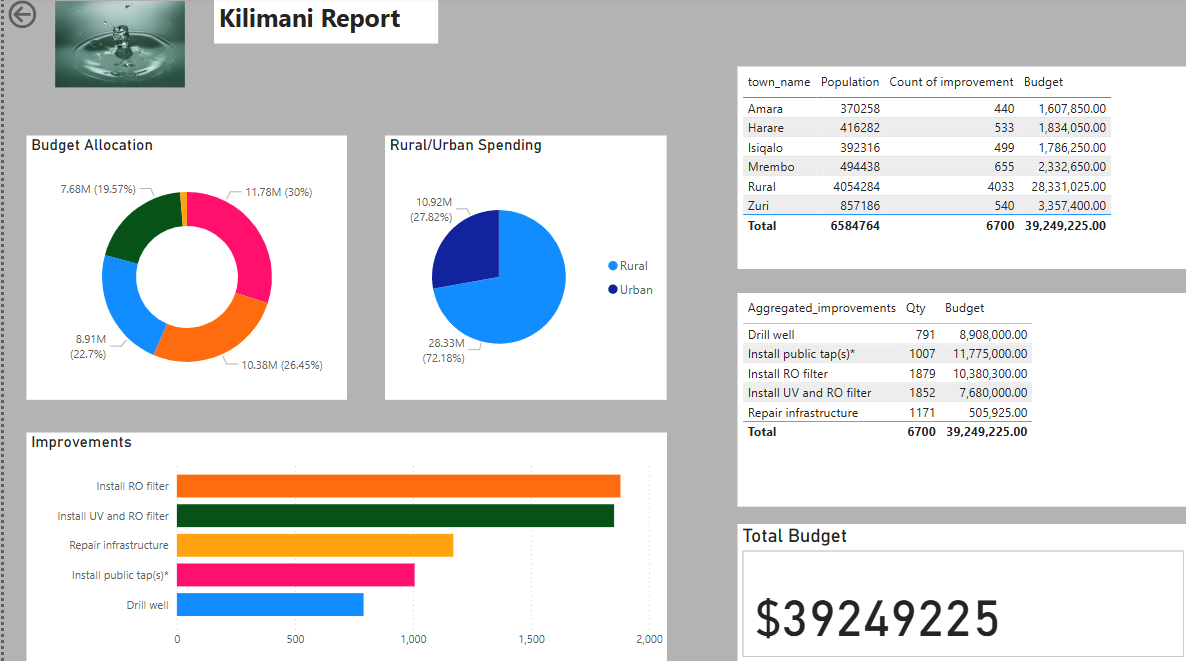 Kilimani Report
town_name Population Count of improvement Budget
Amara 370258 440 1,607,850.00
Harare 416282 533 1,834,050.00
Isiqalo 392316 499 1,786,250.00
Mrembo 494438 655 2,332,650.00
Rural 4054284 4033 28,331,025.00
Zuri 857186 540 3,357,400.00
Total 6584764 6700 39,249,225.00
Budget Allocation
7.68M (19.57%)
11.78M (30%)
8.91M
(22.7%)
10.38M (26.45%)
Rural/Urban Spending
10.92M
(27.82%)
28.33M
(72.18%)
Rural
Urban
Aggregated_improvements Qty Budget
Drill well 791 8,908,000.00
Install public tap(s)* 1007 11,775,000.00
Install RO filter 1879 10,380,300.00
Install UV and RO filter 1852 7,680,000.00
Repair infrastructure 1171 505,925.00
Total 6700 39,249,225.00
Improvements
Install RO filter
Install UV and RO filter
Repair infrastructure
Install public tap(s)*
Drill well
0 500 1,000 1,500 2,000
Total Budget
$39249225